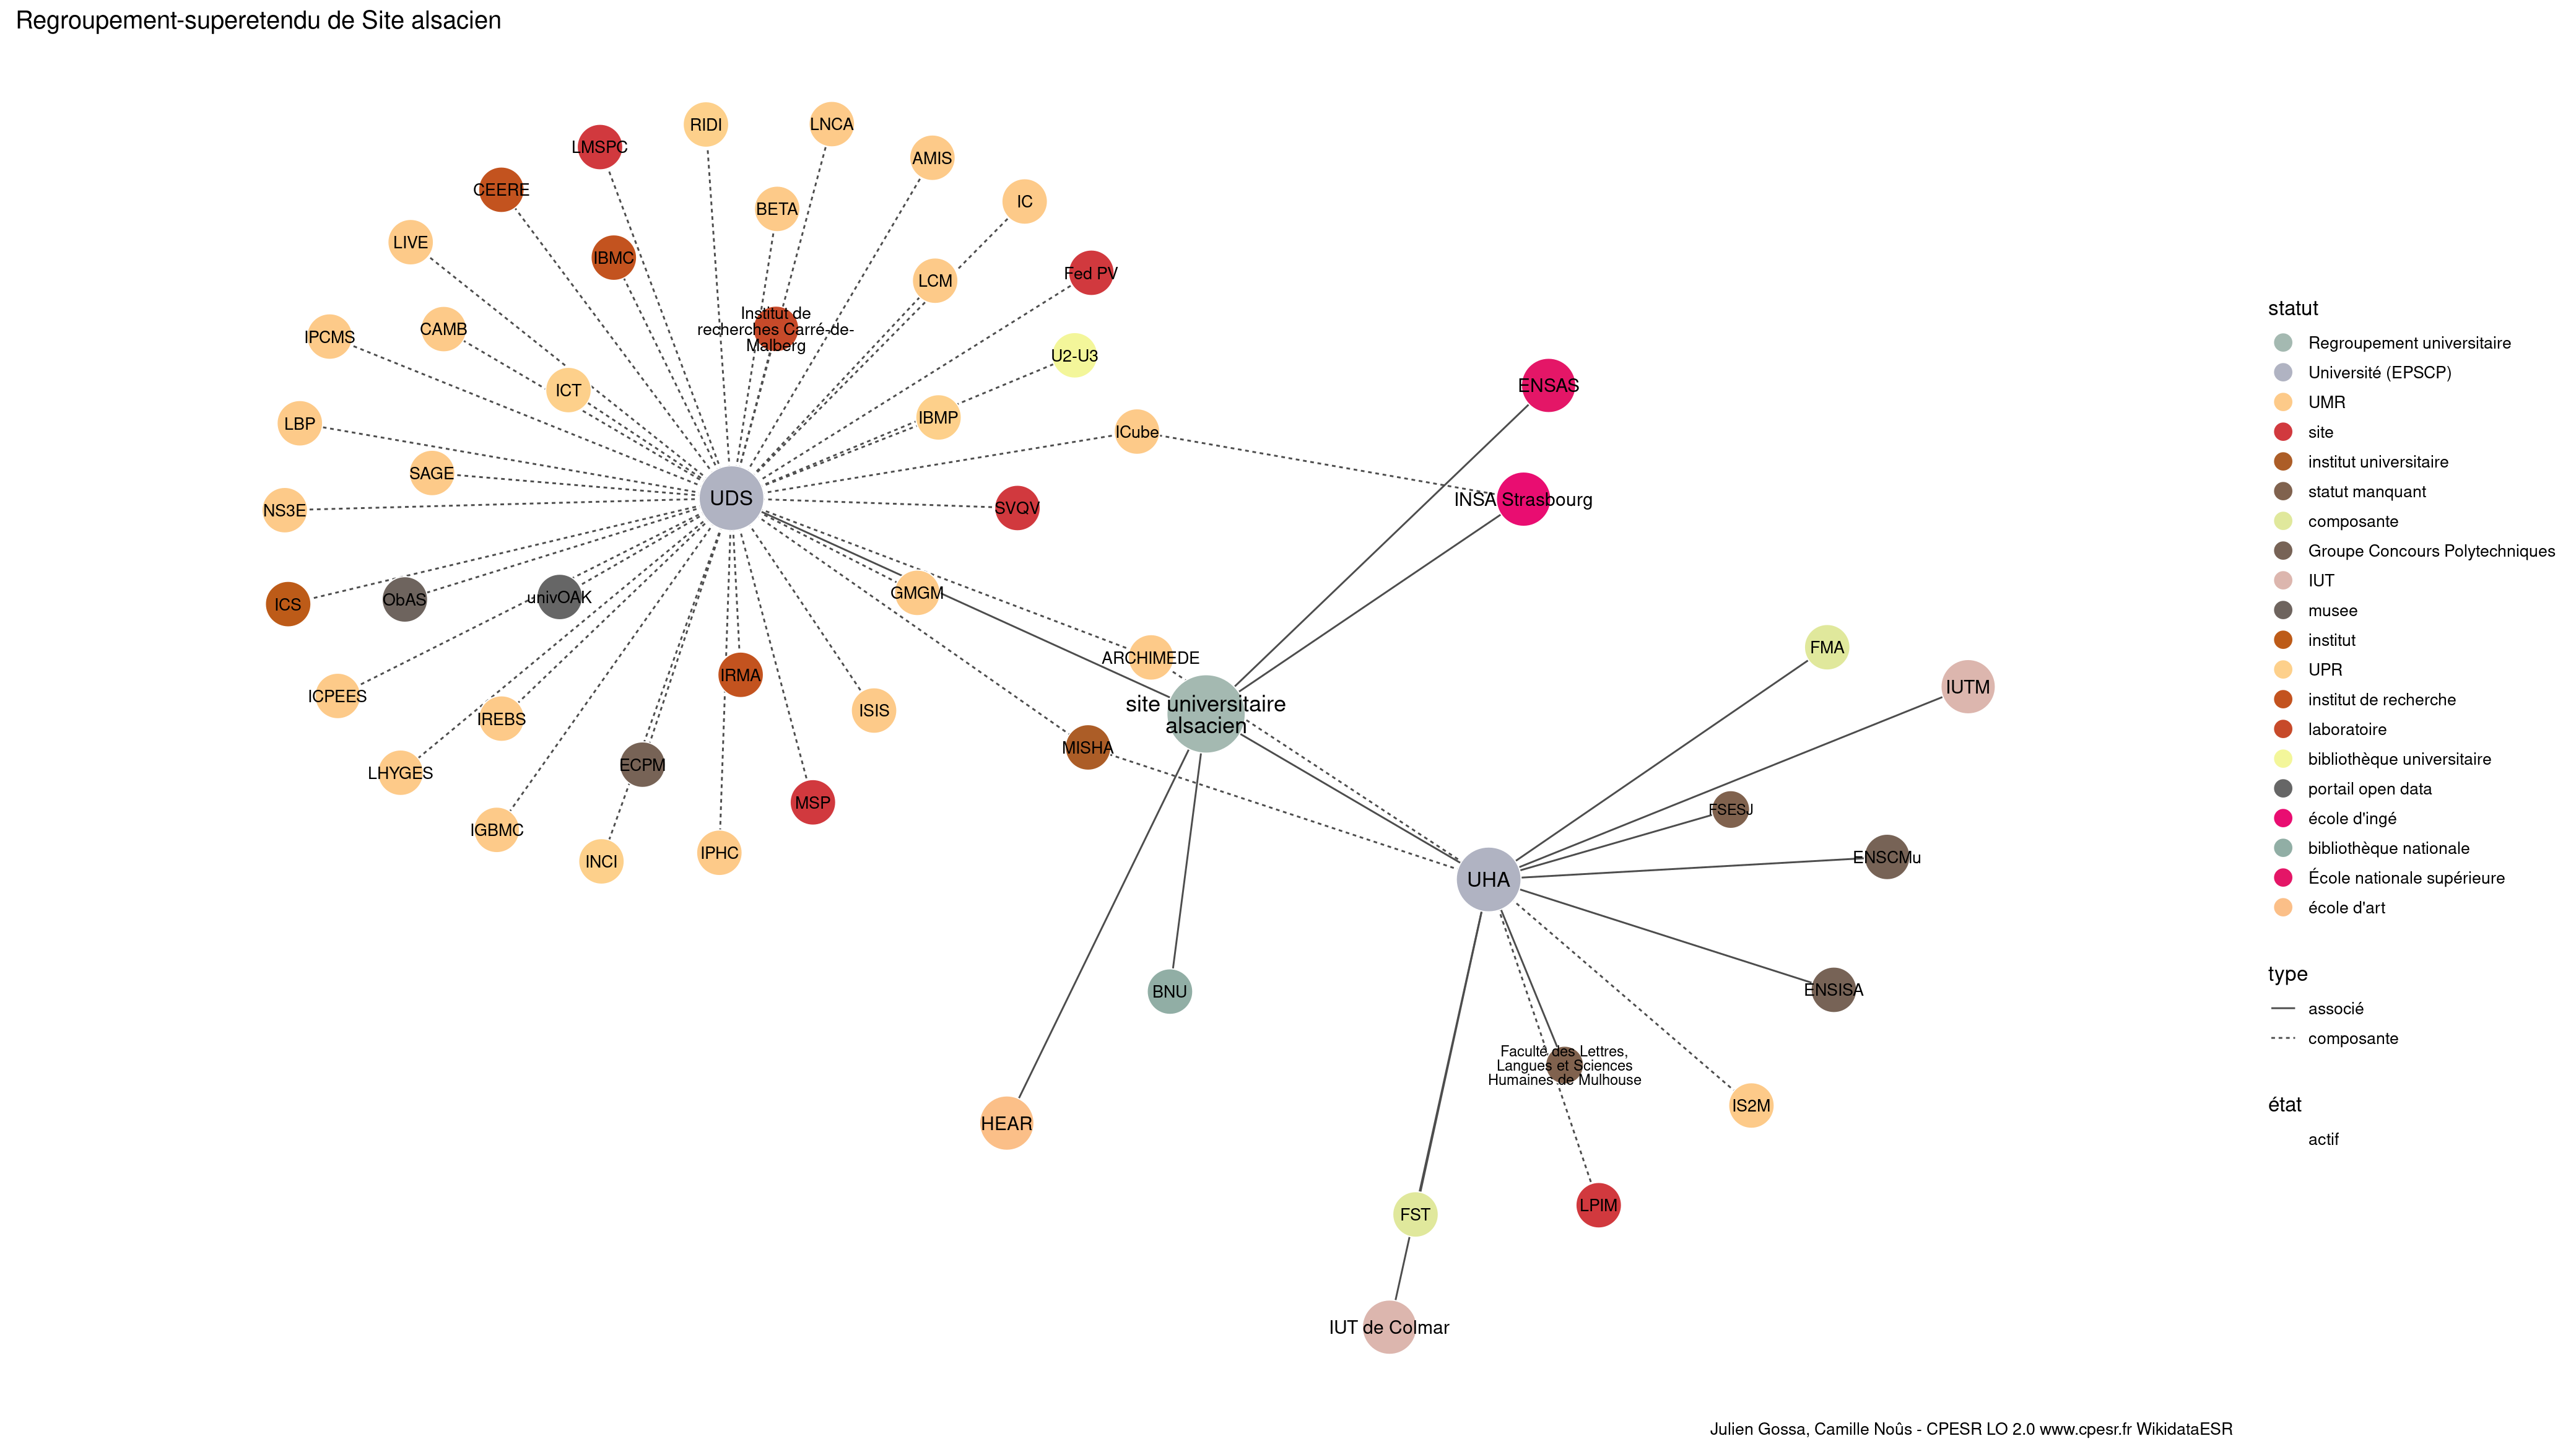 Regroupement-superetendu de Site alsacien
RIDI
LNCA
LMSPC
AMIS
CEERE
IC
BETA
LIVE
IBMC
Fed PV
LCM
Institut de
recherches Carré-de-
Malberg
CAMB
IPCMS
U2-U3
ENSAS
ICT
IBMP
LBP
ICube
SAGE
UDS
INSA Strasbourg
SVQV
NS3E
GMGM
univOAK
ObAS
ICS
FMA
ARCHIMEDE
IRMA
IUTM
ICPEES
site universitaire
alsacien
ISIS
IREBS
MISHA
ECPM
LHYGES
MSP
FSESJ
IGBMC
IPHC
ENSCMu
INCI
UHA
BNU
ENSISA
Faculté des Lettres,
Langues et Sciences
Humaines de Mulhouse
IS2M
HEAR
LPIM
FST
IUT de Colmar
statut
Regroupement universitaire
Université (EPSCP)
UMR
site
institut universitaire
statut manquant
composante
Groupe Concours Polytechniques
IUT
musee
institut
UPR
institut de recherche
laboratoire
bibliothèque universitaire
portail open data
école d'ingé
bibliothèque nationale
École nationale supérieure
école d'art
type
associé
composante
état
actif
Julien Gossa, Camille Noûs - CPESR LO 2.0 www.cpesr.fr WikidataESR